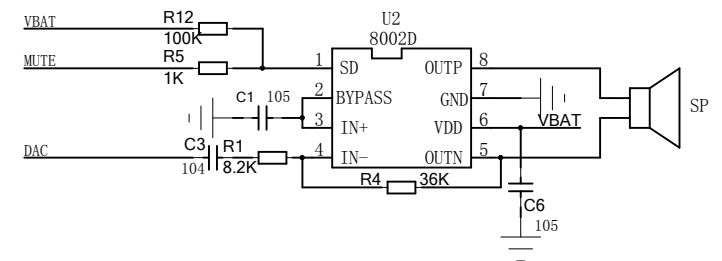 VBAT R12 U2
100K 8002D
MUTE R5 1 SD OUTP 8
1K
C1 105 2 BYPASS GND 7 SP
3 IN+ VDD 6 VBAT
DAC C3 R1 4 IN- OUTN 5
104 8.2K R4 36K
C6
105